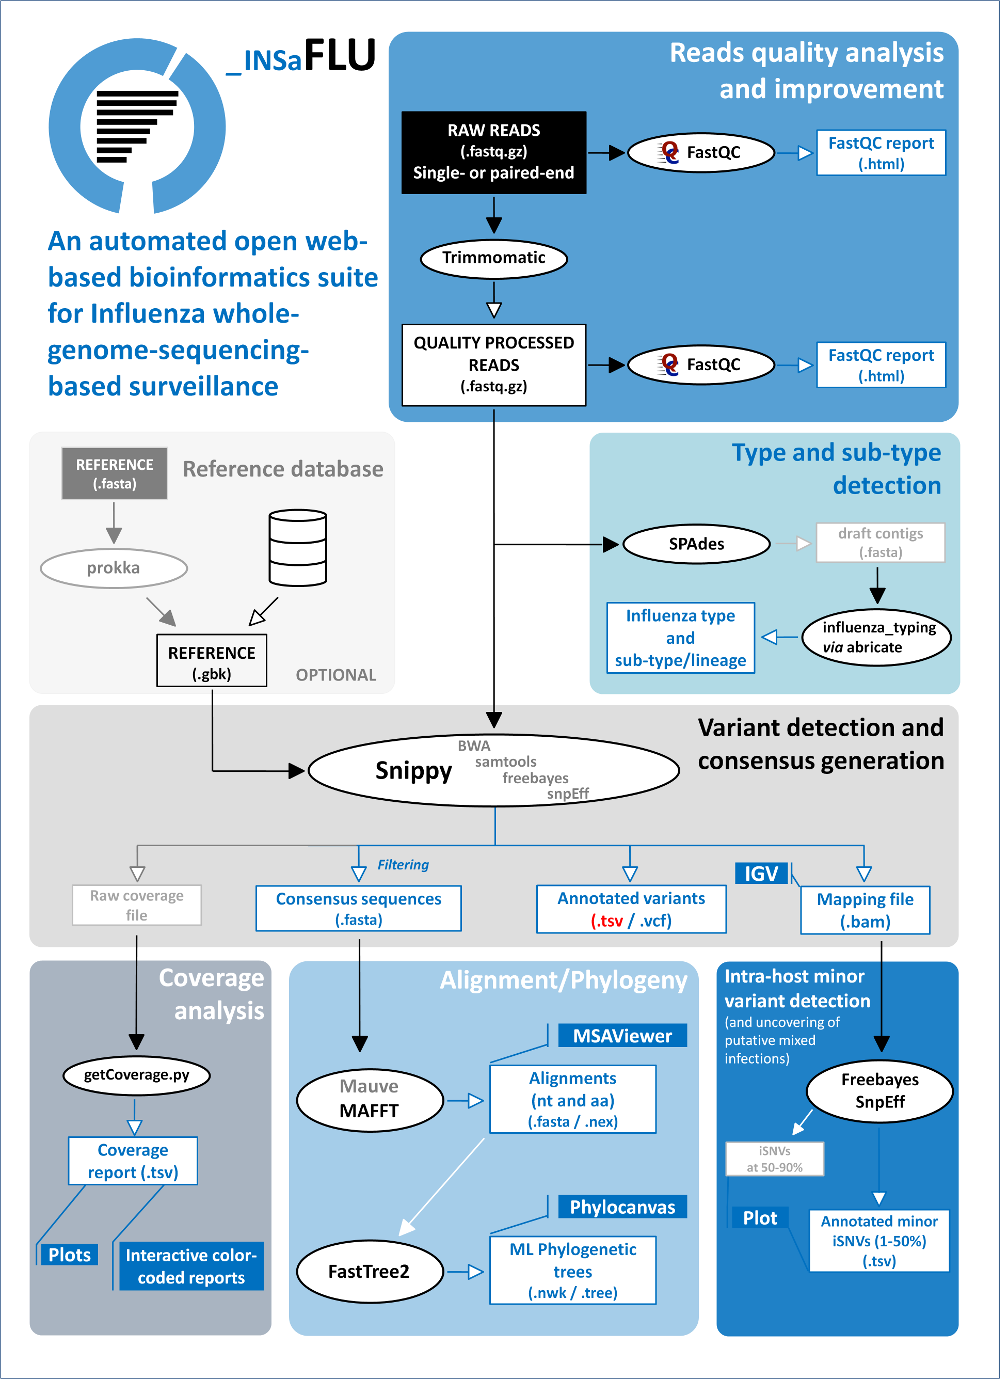 _INSaFLU
An automated open web-
based bioinformatics suite
for Influenza whole-
genome-sequencing-
based surveillance
Reads quality analysis
and improvement
RAW READS
(.fastq.gz)
Single- or paired-end
FastQC
FastQC report
(.html)
Trimmomatic
QUALITY PROCESSED
READS
(.fastq.gz)
FastQC
FastQC report
(.html)
Reference database
REFERENCE
(.fasta)
prokka
REFERENCE
(.gbk)
OPTIONAL
Type and sub-type
detection
SPAdes
draft contigs
(.fasta)
influenza_typing
via abricate
Influenza type
and
sub-type/lineage
Variant detection and
consensus generation
Snippy
BWA
samtools
freebayes
snpEff
Filtering
Raw coverage
file
Consensus sequences
(.fasta)
Annotated variants
(.tsv / .vcf)
IGV
Mapping file
(.bam)
Coverage
analysis
getCoverage.py
Coverage
report (.tsv)
Plots
Interactive color-
coded reports
Alignment/Phylogeny
MSAViewer
Mauve
MAFFT
Alignments
(nt and aa)
(.fasta / .nex)
Phylocanvas
FastTree2
ML Phylogenetic
trees
(.nwk / .tree)
Intra-host minor
variant detection
(and uncovering of
putative mixed
infections)
Freebayes
SnpEff
iSNVs
at 50-90%
Plot
Annotated minor
iSNVs (1-50%)
(.tsv)